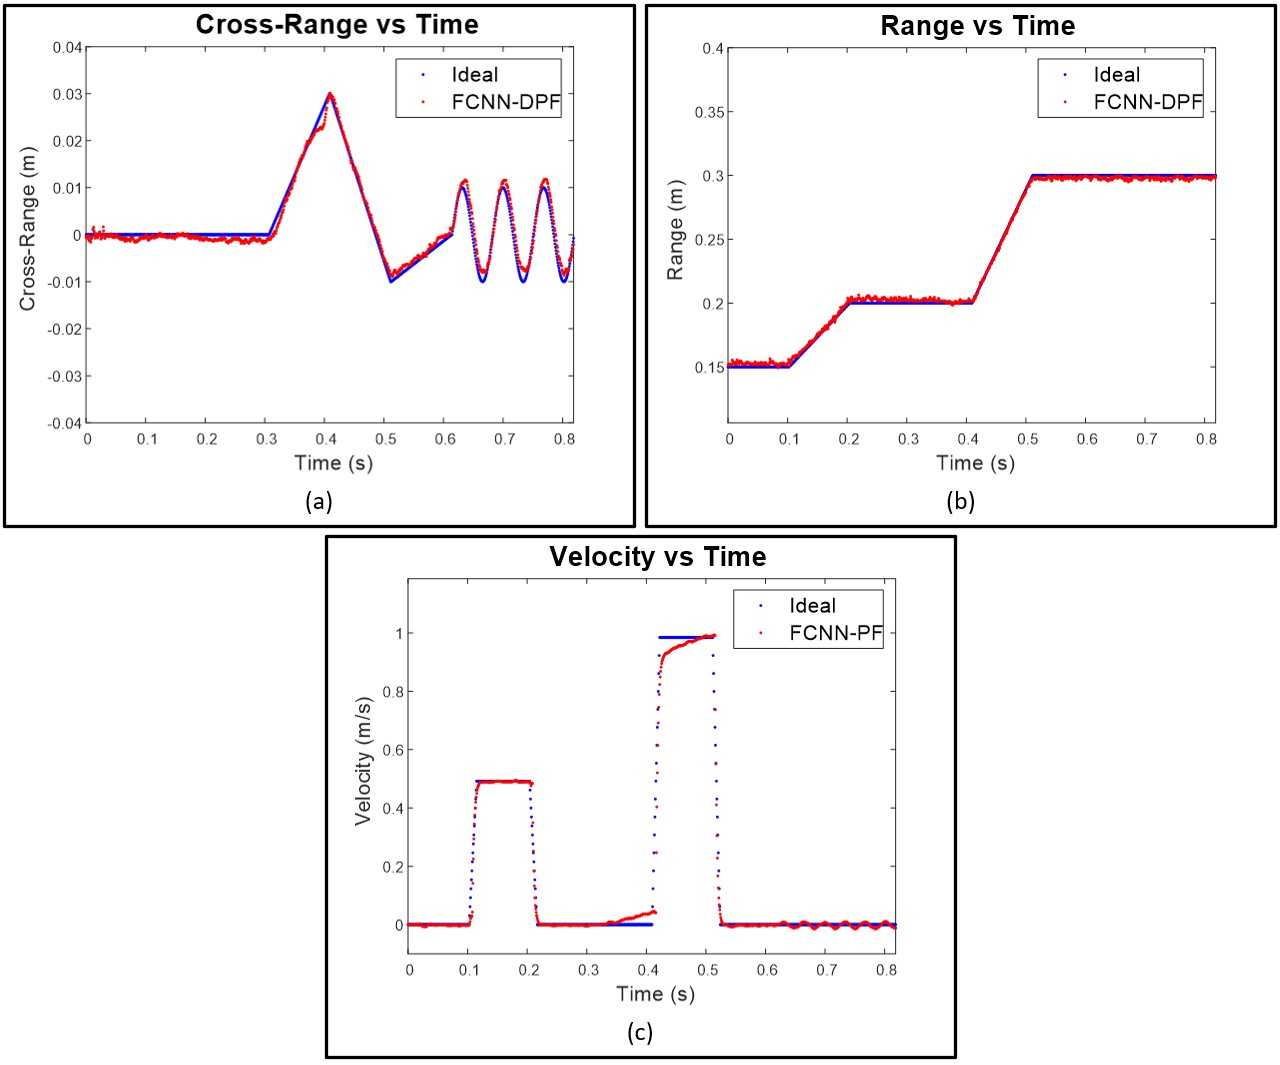 Cross-Range vs Time
0.04
0.03
0.02
0.01
0
-0.01
-0.02
-0.03
-0.04
Cross-Range (m)
Ideal
FCNN-DPF
0 0.1 0.2 0.3 0.4 0.5 0.6 0.7 0.8
Time (s)
(a)
Range vs Time
0.4
0.35
0.3
0.25
0.2
0.15
Range (m)
Ideal
FCNN-DPF
0 0.1 0.2 0.3 0.4 0.5 0.6 0.7 0.8
Time (s)
(b)
Velocity vs Time
1
0.8
0.6
0.4
0.2
0
Velocity (m/s)
Ideal
FCNN-PF
0 0.1 0.2 0.3 0.4 0.5 0.6 0.7 0.8
Time (s)
(c)